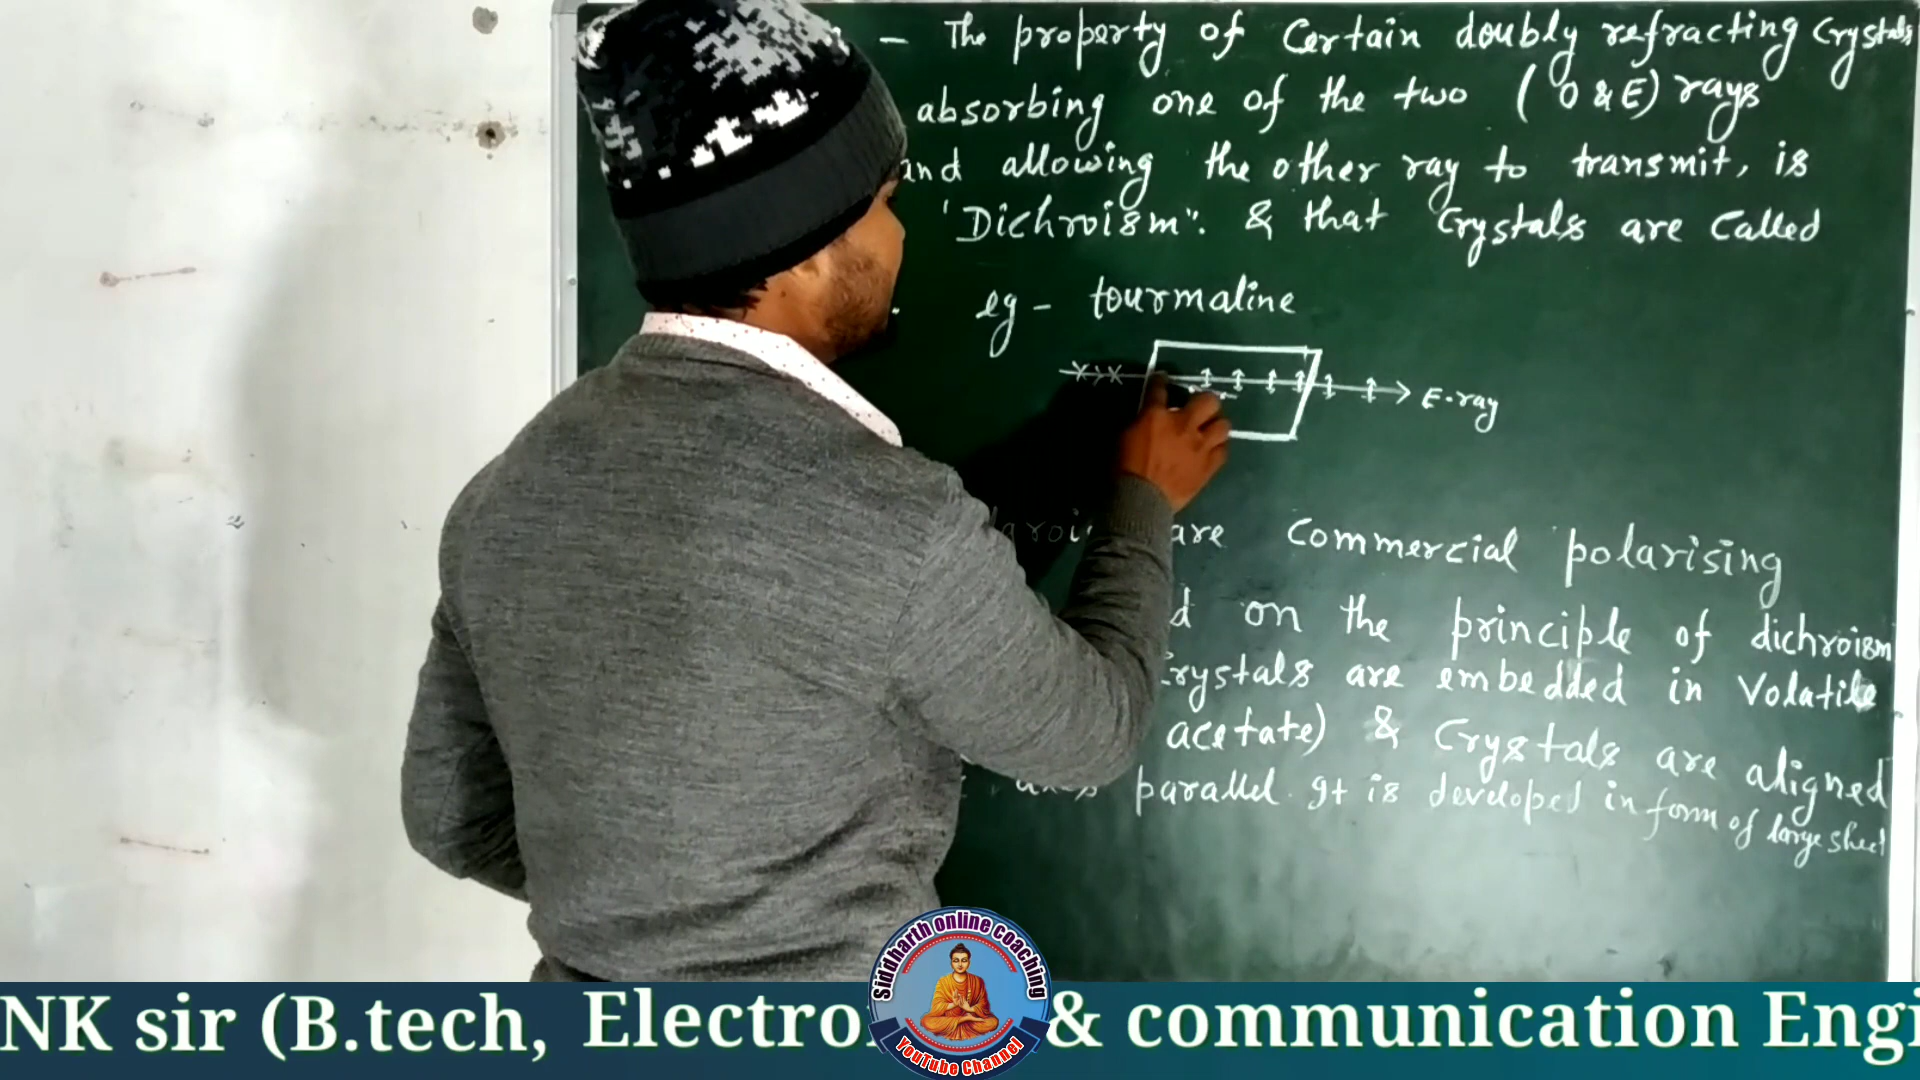 – The property of Certain doubly refracting Crystals
absorbing one of the two (O & E) rays
and allowing the other ray to transmit, is
'Dichroism". & that Crystals are Called
eg – tourmaline
E-ray
are Commercial polarising
on the principle of dichroism
Crystals are embedded in Volatile
acetate) & Crystals are aligned
parallel. It is developed in form of large sheet
Siddharth online coaching
YouTube Channel
NK sir (B.tech, Electro & communication Engi